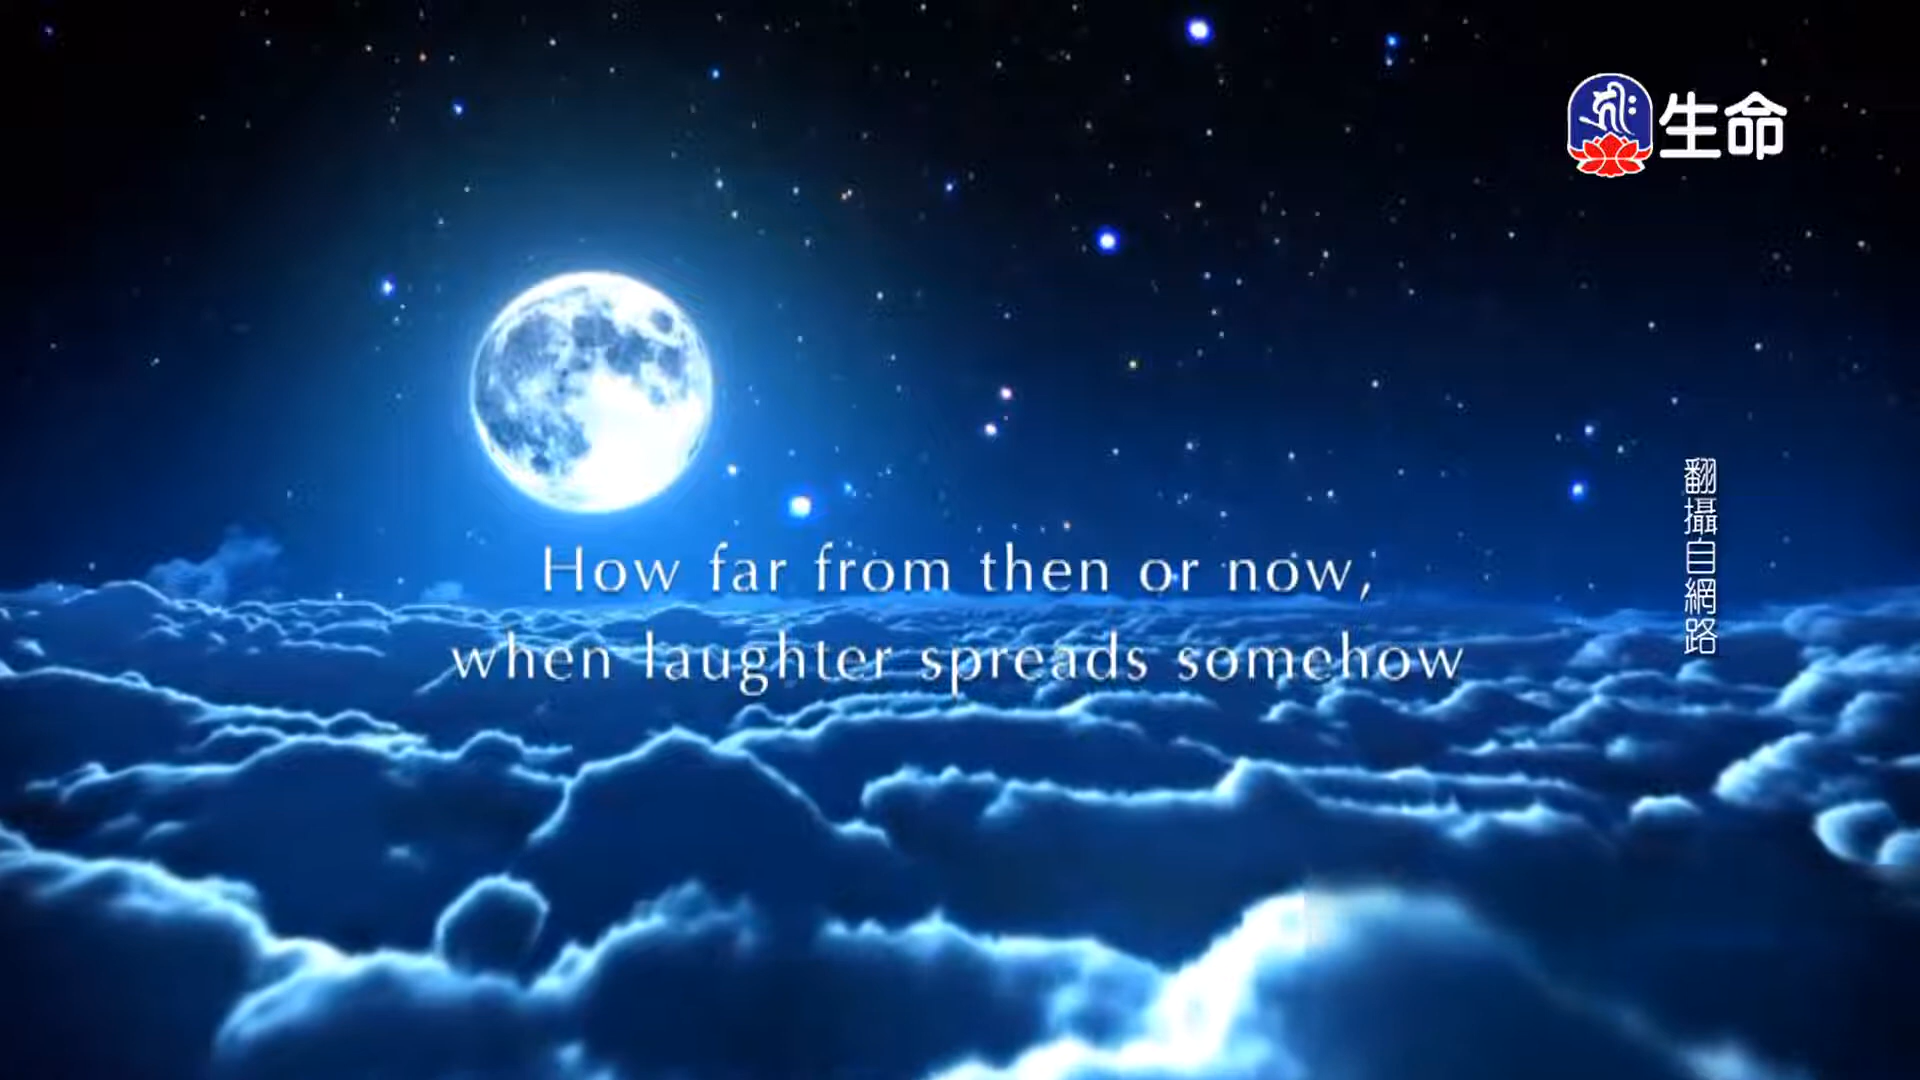 生命
How far from then or now,
when laughter spreads somehow
翻攝自網路